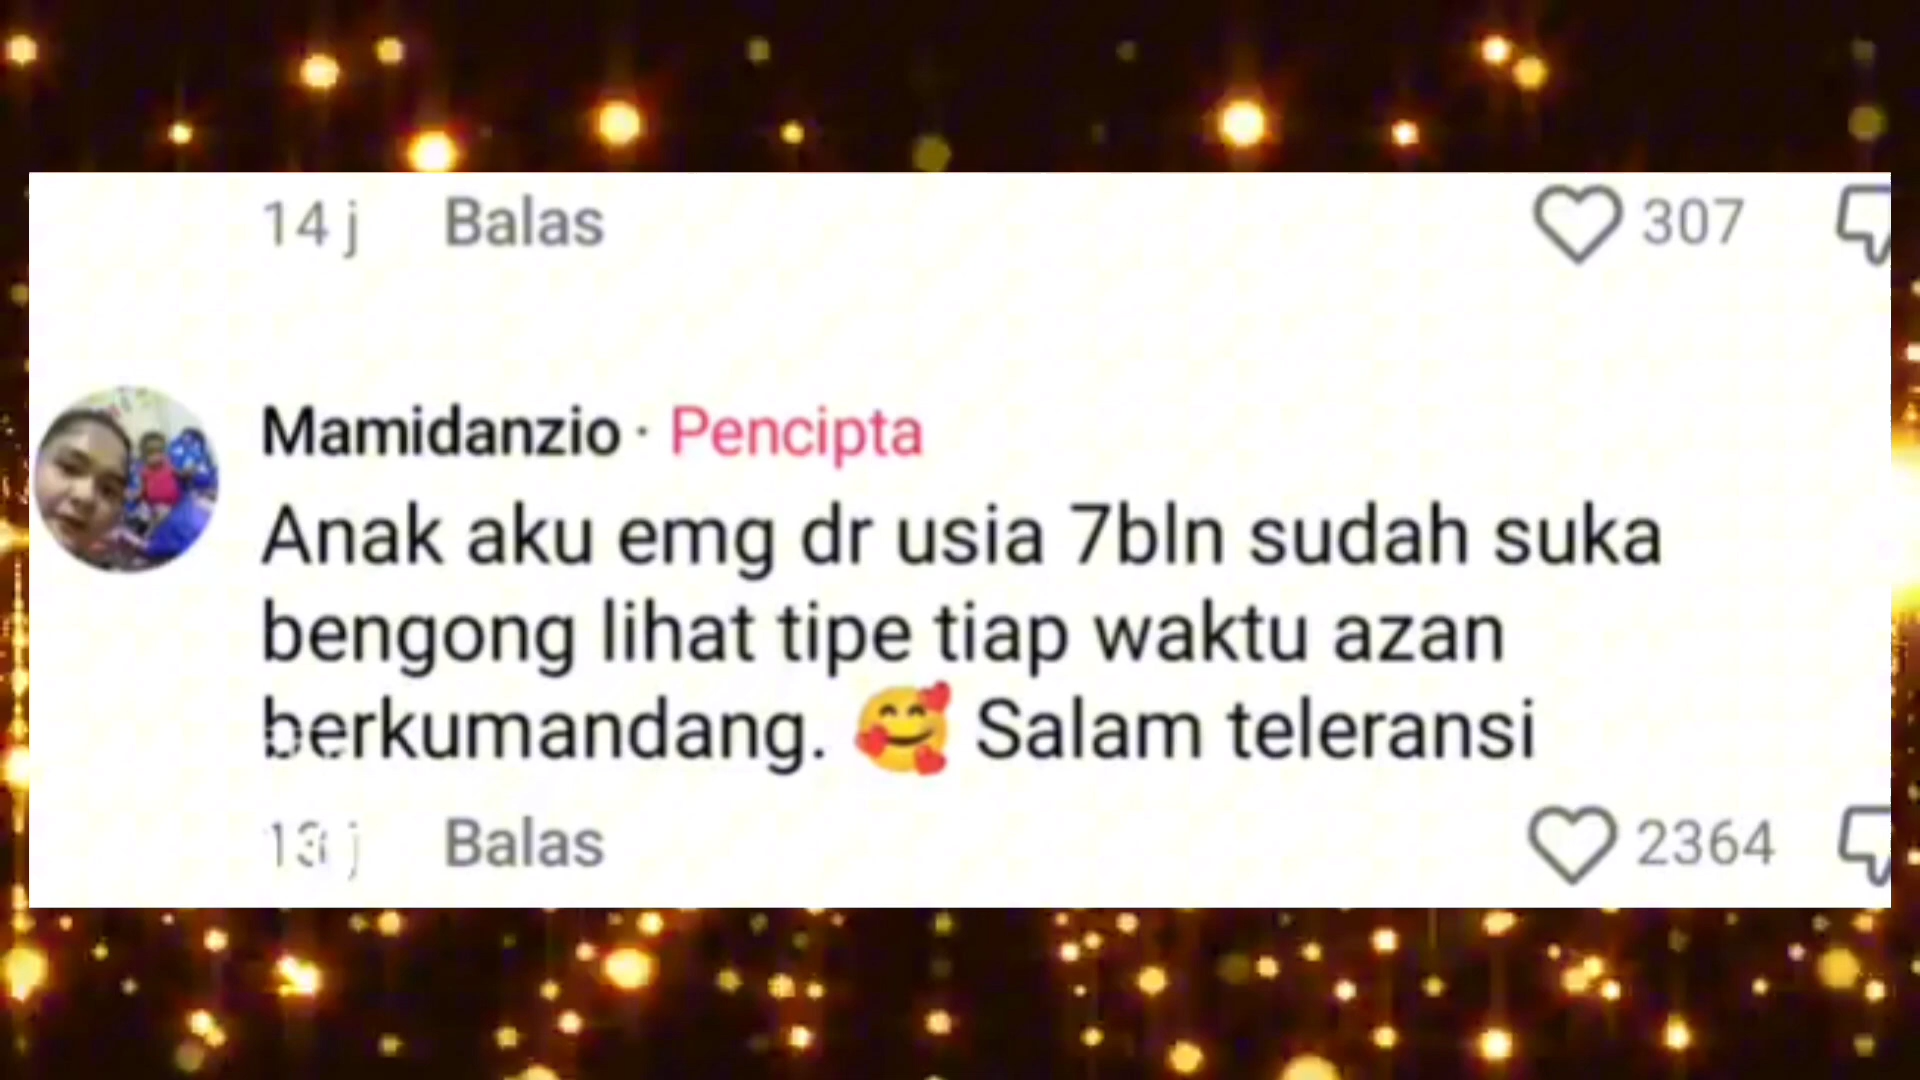 14 j Balas 307
Mamidanzio · Pencipta
Anak aku emg dr usia 7bln sudah suka
bengong lihat tipe tiap waktu azan
berkumandang. 🥰 Salam teleransi
13 j Balas 2364